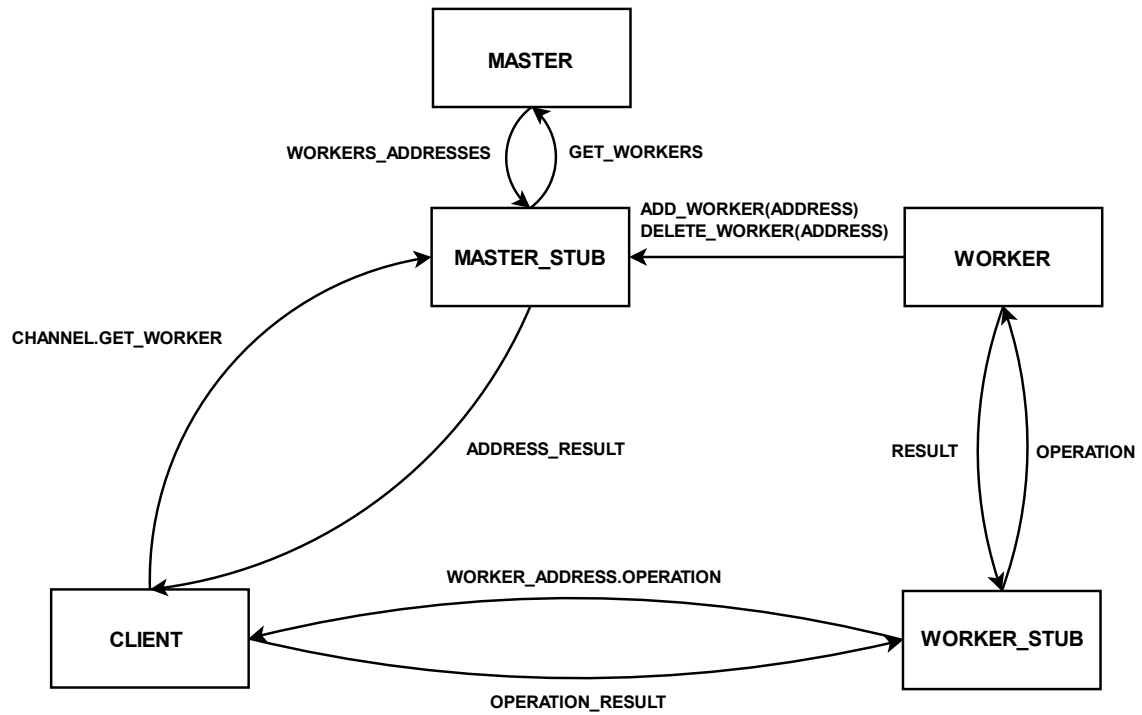 MASTER
WORKERS_ADDRESSES
GET_WORKERS
ADD_WORKER(ADDRESS)
DELETE_WORKER(ADDRESS)
MASTER_STUB
WORKER
CHANNEL.GET_WORKER
ADDRESS_RESULT
RESULT
OPERATION
WORKER_ADDRESS.OPERATION
CLIENT
WORKER_STUB
OPERATION_RESULT